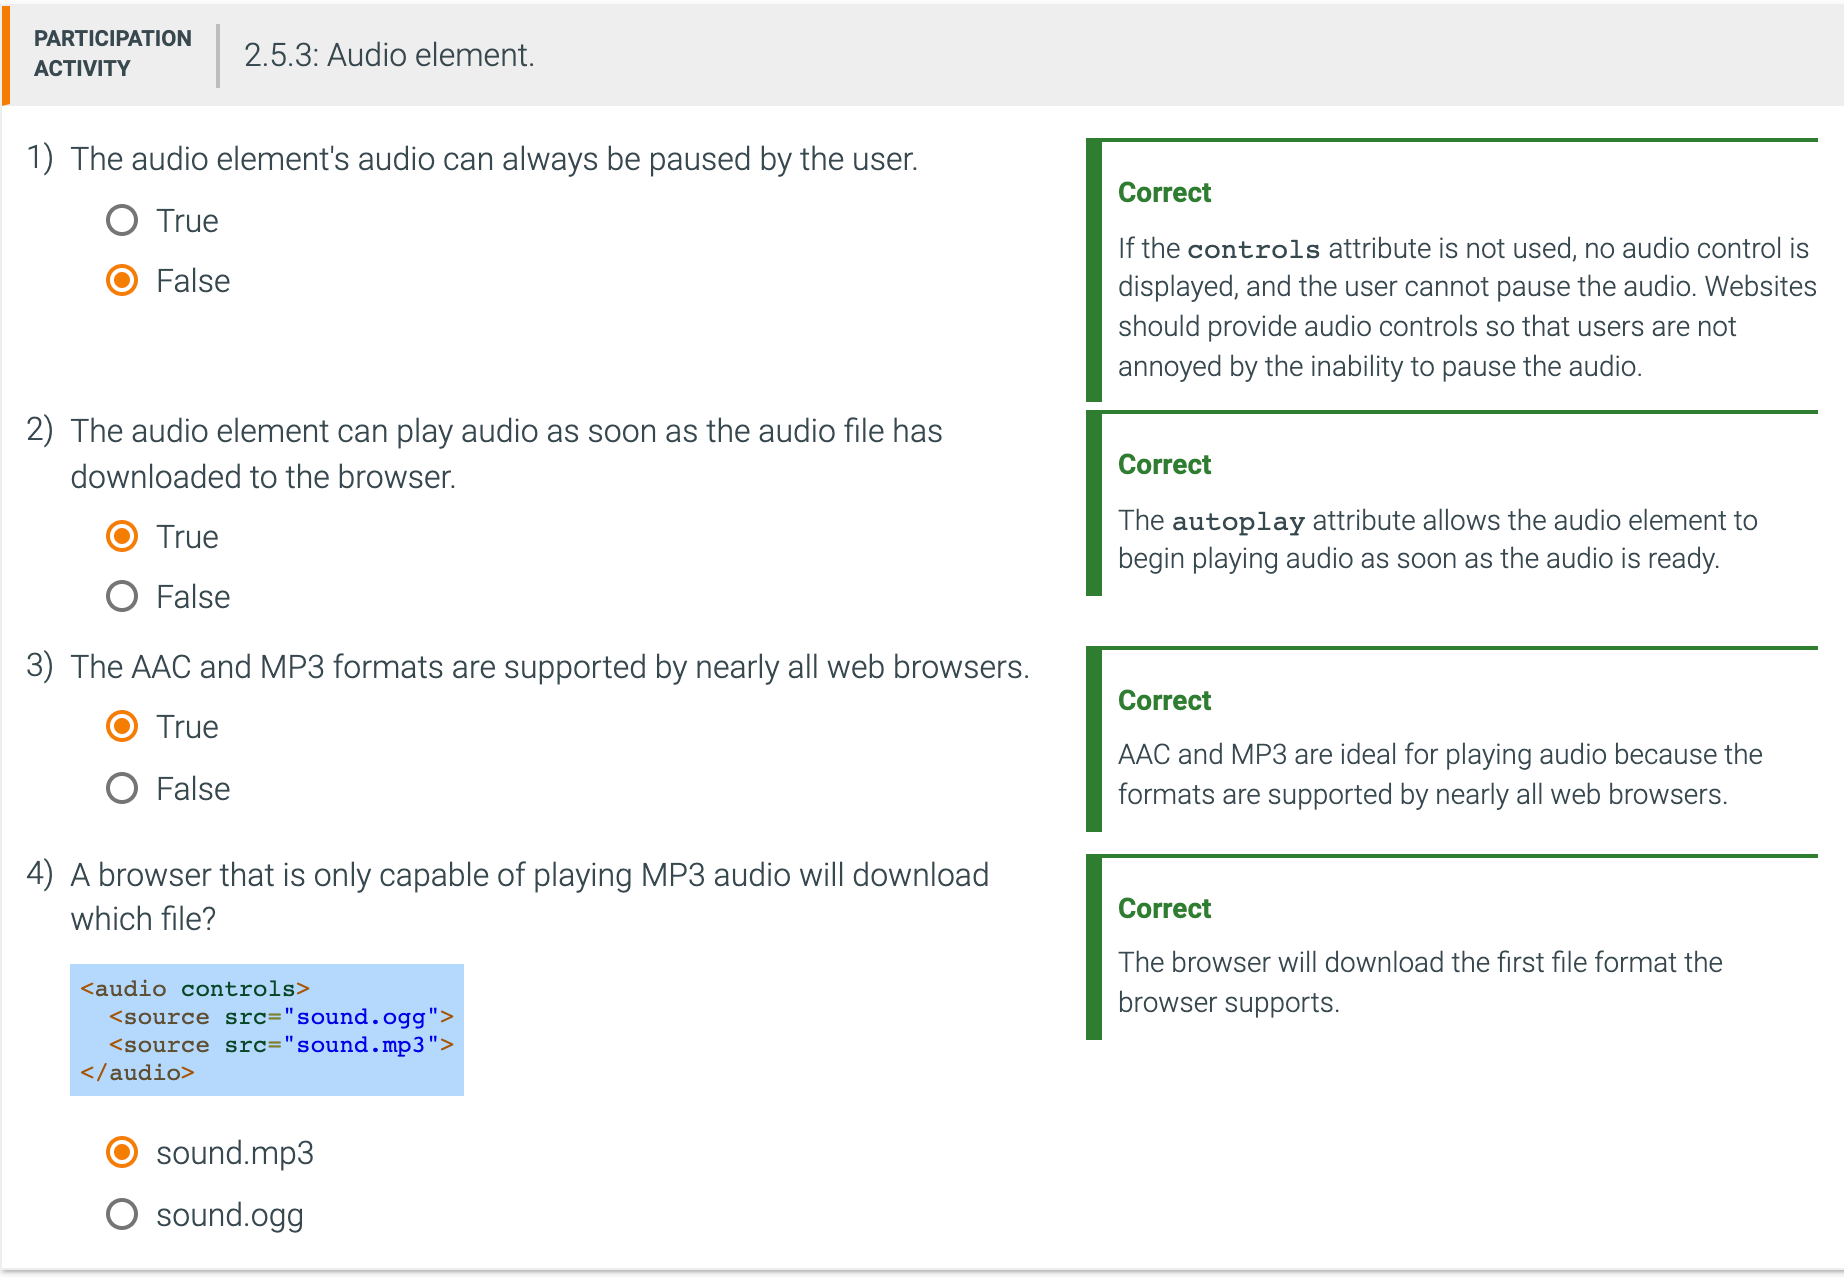 PARTICIPATION
ACTIVITY
2.5.3: Audio element.
1) The audio element's audio can always be paused by the user.
True
False
Correct
If the controls attribute is not used, no audio control is
displayed, and the user cannot pause the audio. Websites
should provide audio controls so that users are not
annoyed by the inability to pause the audio.
2) The audio element can play audio as soon as the audio file has
downloaded to the browser.
True
False
Correct
The autoplay attribute allows the audio element to
begin playing audio as soon as the audio is ready.
3) The AAC and MP3 formats are supported by nearly all web browsers.
True
False
Correct
AAC and MP3 are ideal for playing audio because the
formats are supported by nearly all web browsers.
4) A browser that is only capable of playing MP3 audio will download
which file?
<audio controls>
<source src="sound.ogg">
<source src="sound.mp3">
</audio>
sound.mp3
sound.ogg
Correct
The browser will download the first file format the
browser supports.